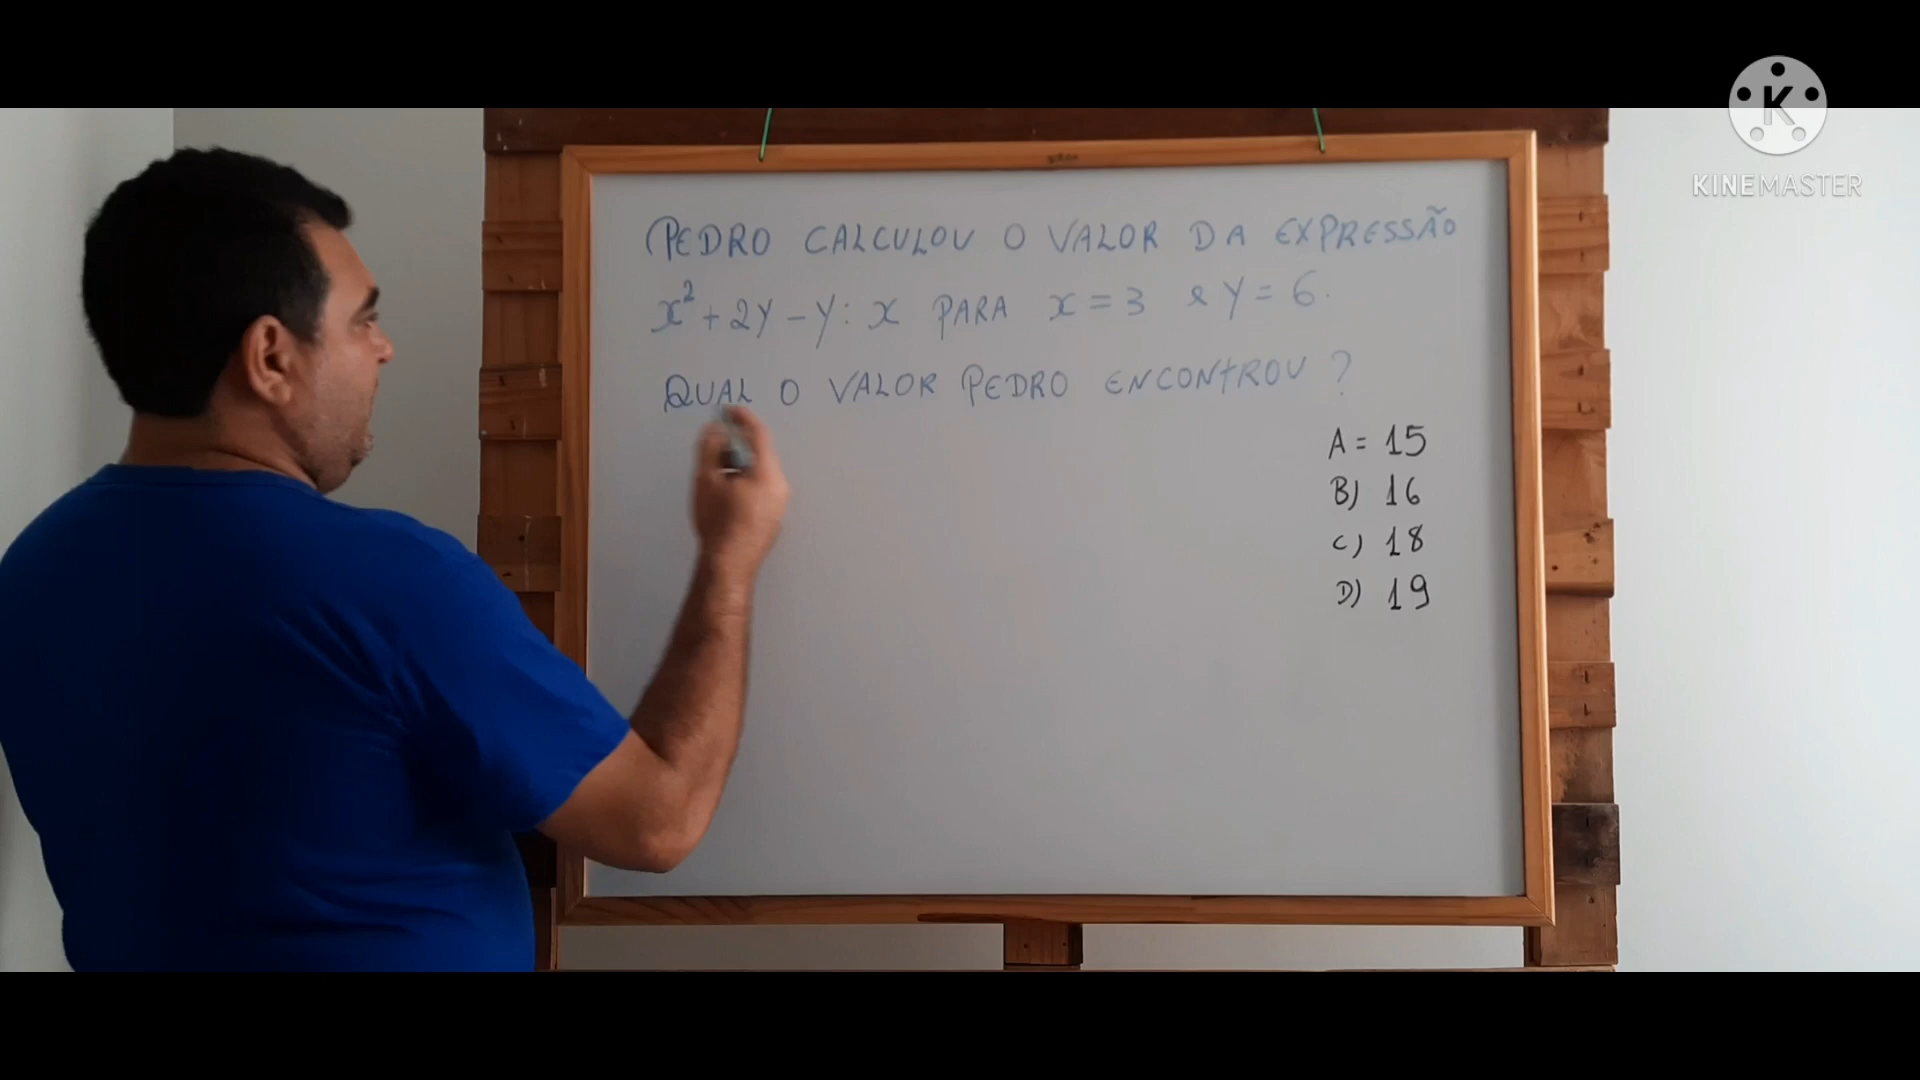 KINEMASTER
PEDRO CALCULOU O VALOR DA EXPRESSÃO
x²+2y-y:x PARA x=3 e y=6.
QUAL O VALOR PEDRO ENCONTROU?
A= 15
B) 16
C) 18
D) 19